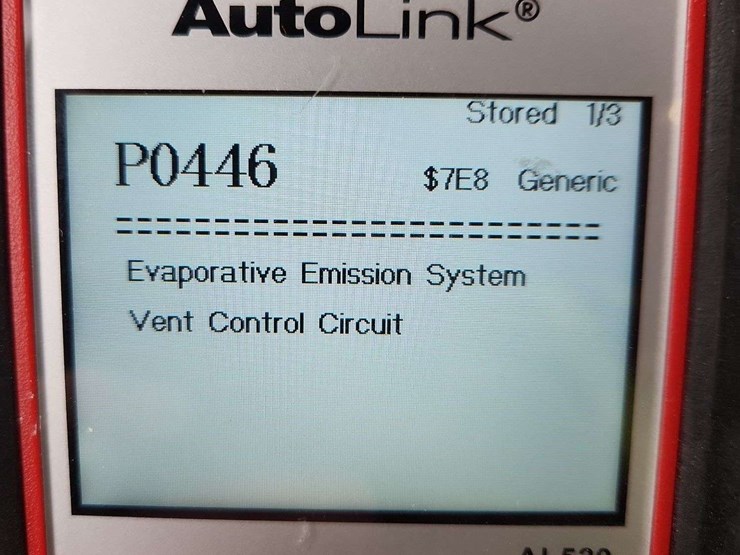 AutoLink®
Stored 1/3
P0446
$7E8 Generic
Evaporative Emission System
Vent Control Circuit